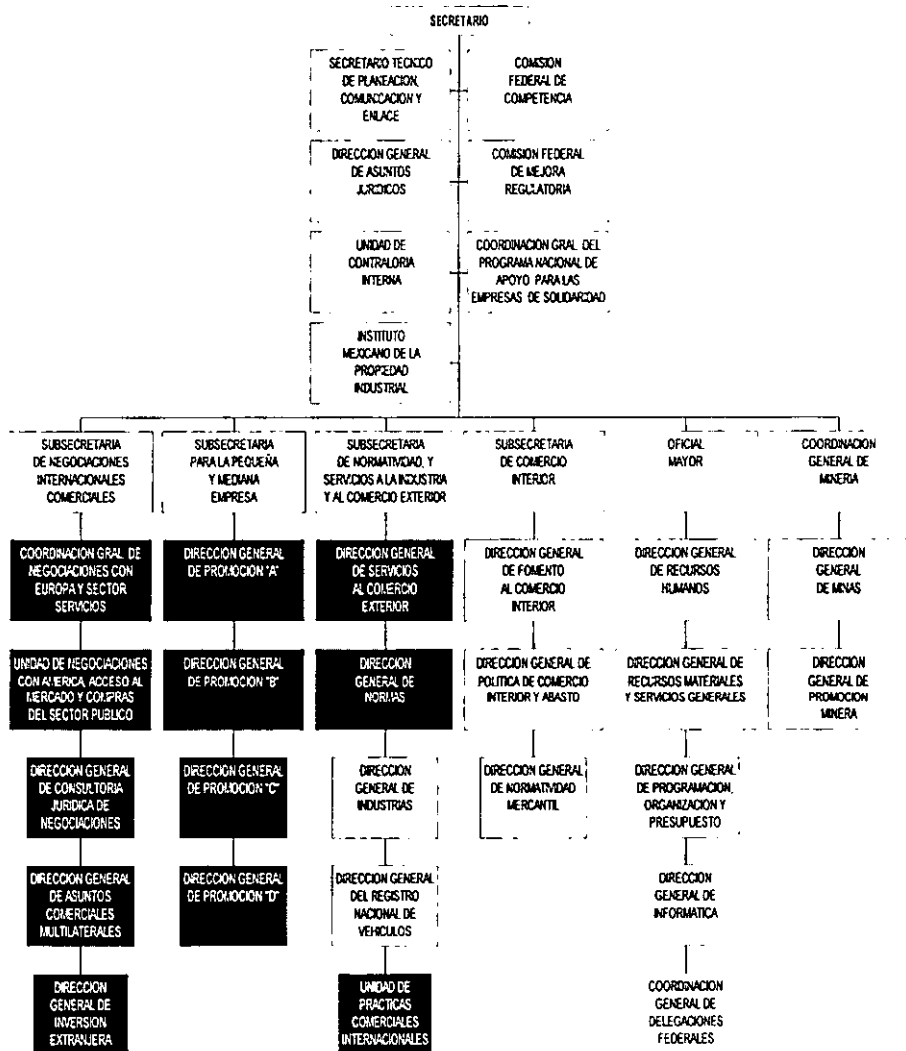 SECRETARIO
SECRETARIO TECNICO
DE PLANEACION,
COMUNICACION Y
ENLACE
COMISION
FEDERAL DE
COMPETENCIA
DIRECCION GENERAL
DE ASUNTOS
JURIDICOS
COMISION FEDERAL
DE MEJORA
REGULATORIA
UNIDAD DE
CONTRALORIA
INTERNA
COORDINACION GRAL. DEL
PROGRAMA NACIONAL DE
APOYO PARA LAS
EMPRESAS DE SOLIDARIDAD
INSTITUTO
MEXICANO DE LA
PROPIEDAD
INDUSTRIAL
SUBSECRETARIA
DE NEGOCIACIONES
INTERNACIONALES
COMERCIALES
SUBSECRETARIA
PARA LA PEQUEÑA
Y MEDIANA
EMPRESA
SUBSECRETARIA
DE NORMATIVIDAD, Y
SERVICIOS A LA INDUSTRIA
Y AL COMERCIO EXTERIOR
SUBSECRETARIA
DE COMERCIO
INTERIOR
OFICIAL
MAYOR
COORDINACION
GENERAL DE
MINERIA
COORDINACION GRAL. DE
NEGOCIACIONES CON
EUROPA Y SECTOR
SERVICIOS
DIRECCION GENERAL
DE PROMOCION "A"
DIRECCION GENERAL
DE SERVICIOS
AL COMERCIO
EXTERIOR
DIRECCION GENERAL
DE FOMENTO
AL COMERCIO
INTERIOR
DIRECCION GENERAL
DE RECURSOS
HUMANOS
DIRECCION
GENERAL
DE MINAS
UNIDAD DE NEGOCIACIONES
CON AMERICA, ACCESO AL
MERCADO Y COMPRAS
DEL SECTOR PUBLICO
DIRECCION GENERAL
DE PROMOCION "B"
DIRECCION
GENERAL DE
NORMAS
DIRECCION GENERAL DE
POLITICA DE COMERCIO
INTERIOR Y ABASTO
DIRECCION GENERAL DE
RECURSOS MATERIALES
Y SERVICIOS GENERALES
DIRECCION
GENERAL DE
PROMOCION
MINERA
DIRECCION GENERAL
DE CONSULTORIA
JURIDICA DE
NEGOCIACIONES
DIRECCION GENERAL
DE PROMOCION "C"
DIRECCION
GENERAL DE
INDUSTRIAS
DIRECCION GENERAL
DE NORMATIVIDAD
MERCANTIL
DIRECCION GENERAL
DE PROGRAMACION,
ORGANIZACION Y
PRESUPUESTO
DIRECCION GENERAL
DE ASUNTOS
COMERCIALES
MULTILATERALES
DIRECCION GENERAL
DE PROMOCION "D"
DIRECCION GENERAL
DEL REGISTRO
NACIONAL DE
VEHICULOS
DIRECCION
GENERAL DE
INFORMATICA
DIRECCION
GENERAL DE
INVERSION
EXTRANJERA
UNIDAD DE
PRACTICAS
COMERCIALES
INTERNACIONALES
COORDINACION
GENERAL DE
DELEGACIONES
FEDERALES